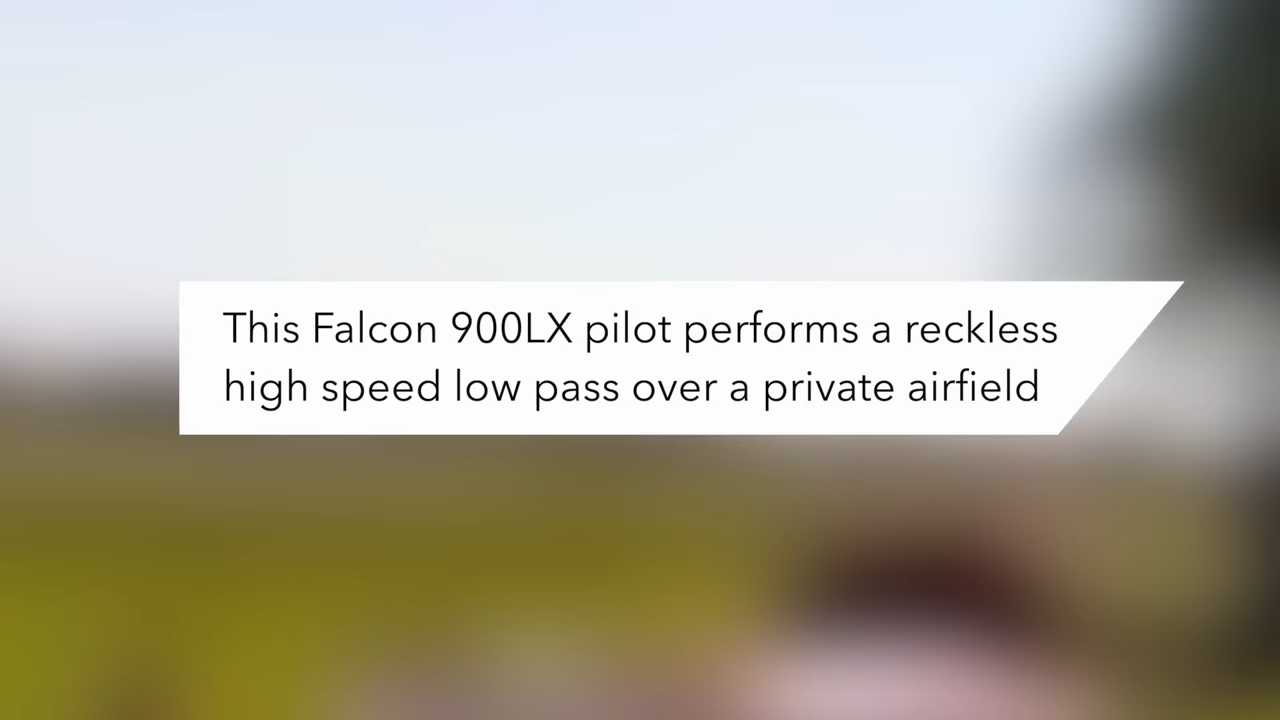 This Falcon 900LX pilot performs a reckless
high speed low pass over a private airfield